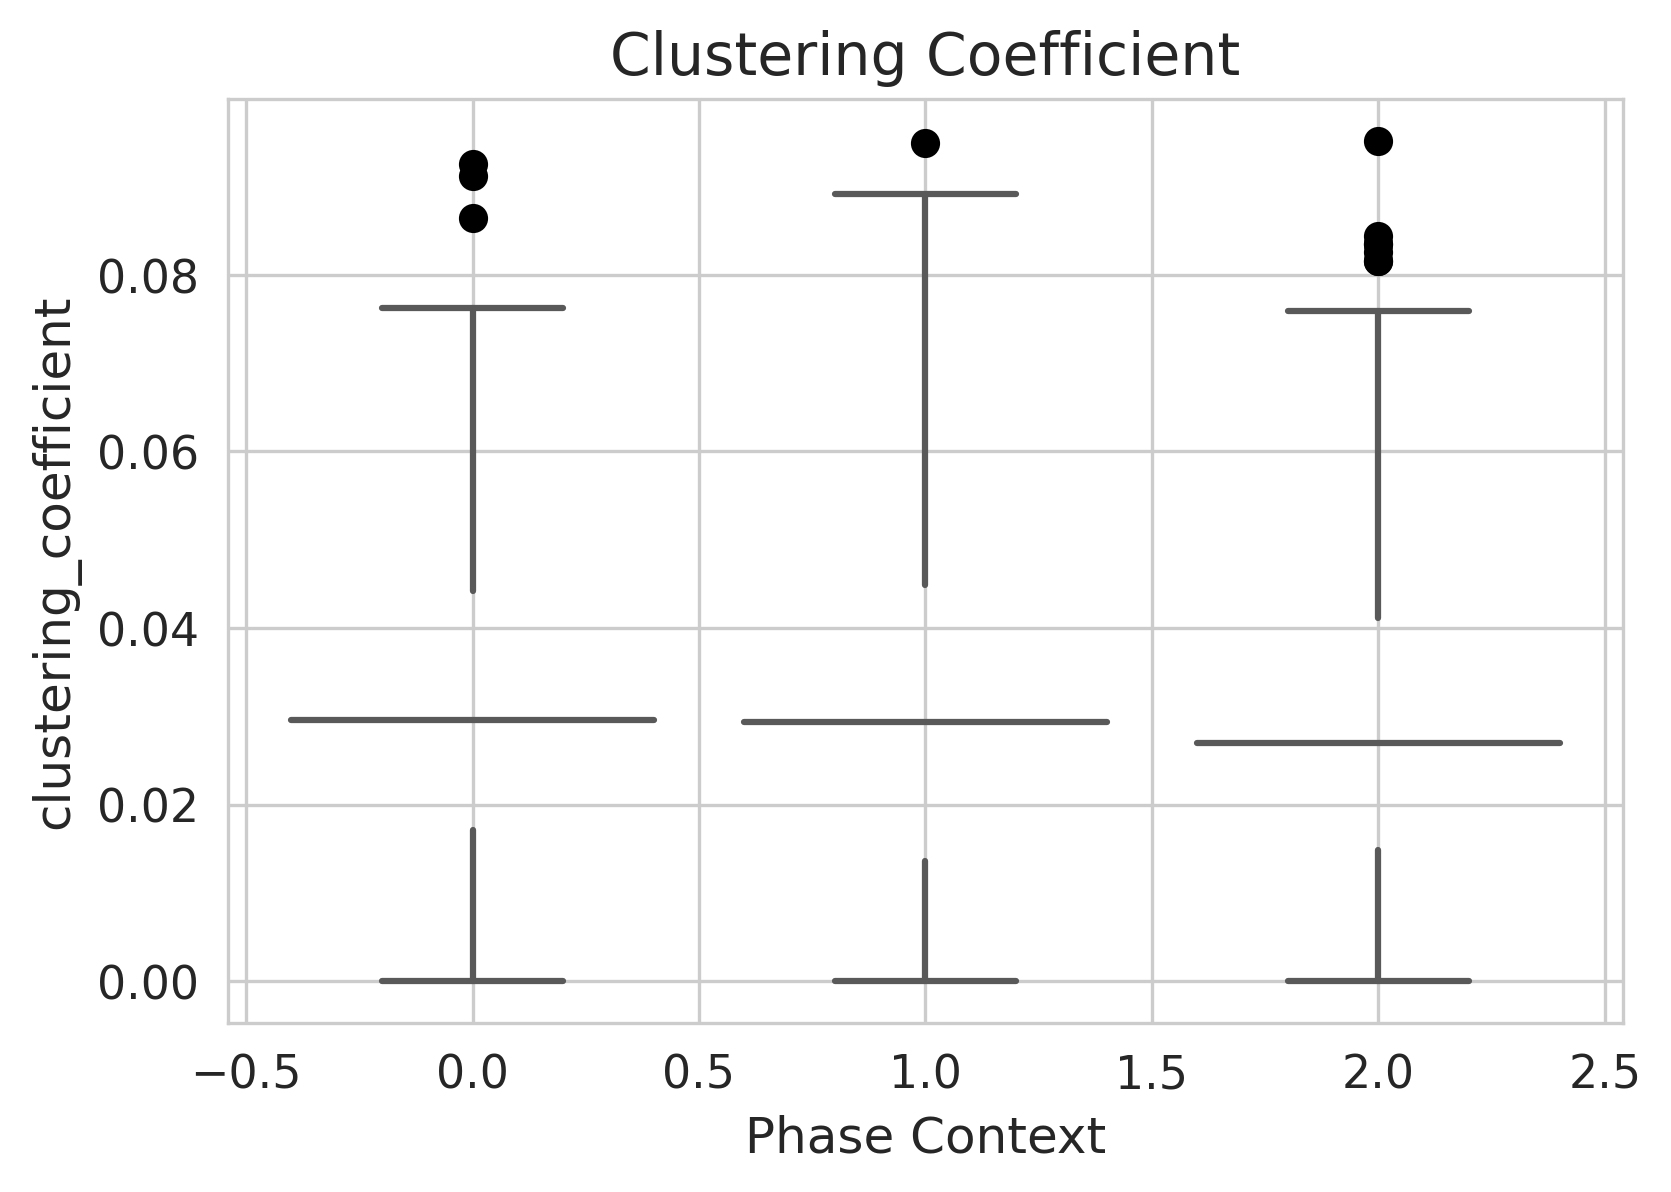 Clustering Coefficient
clustering_coefficient
0.08
0.06
0.04
0.02
0.00
−0.5 0.0 0.5 1.0 1.5 2.0 2.5
Phase Context